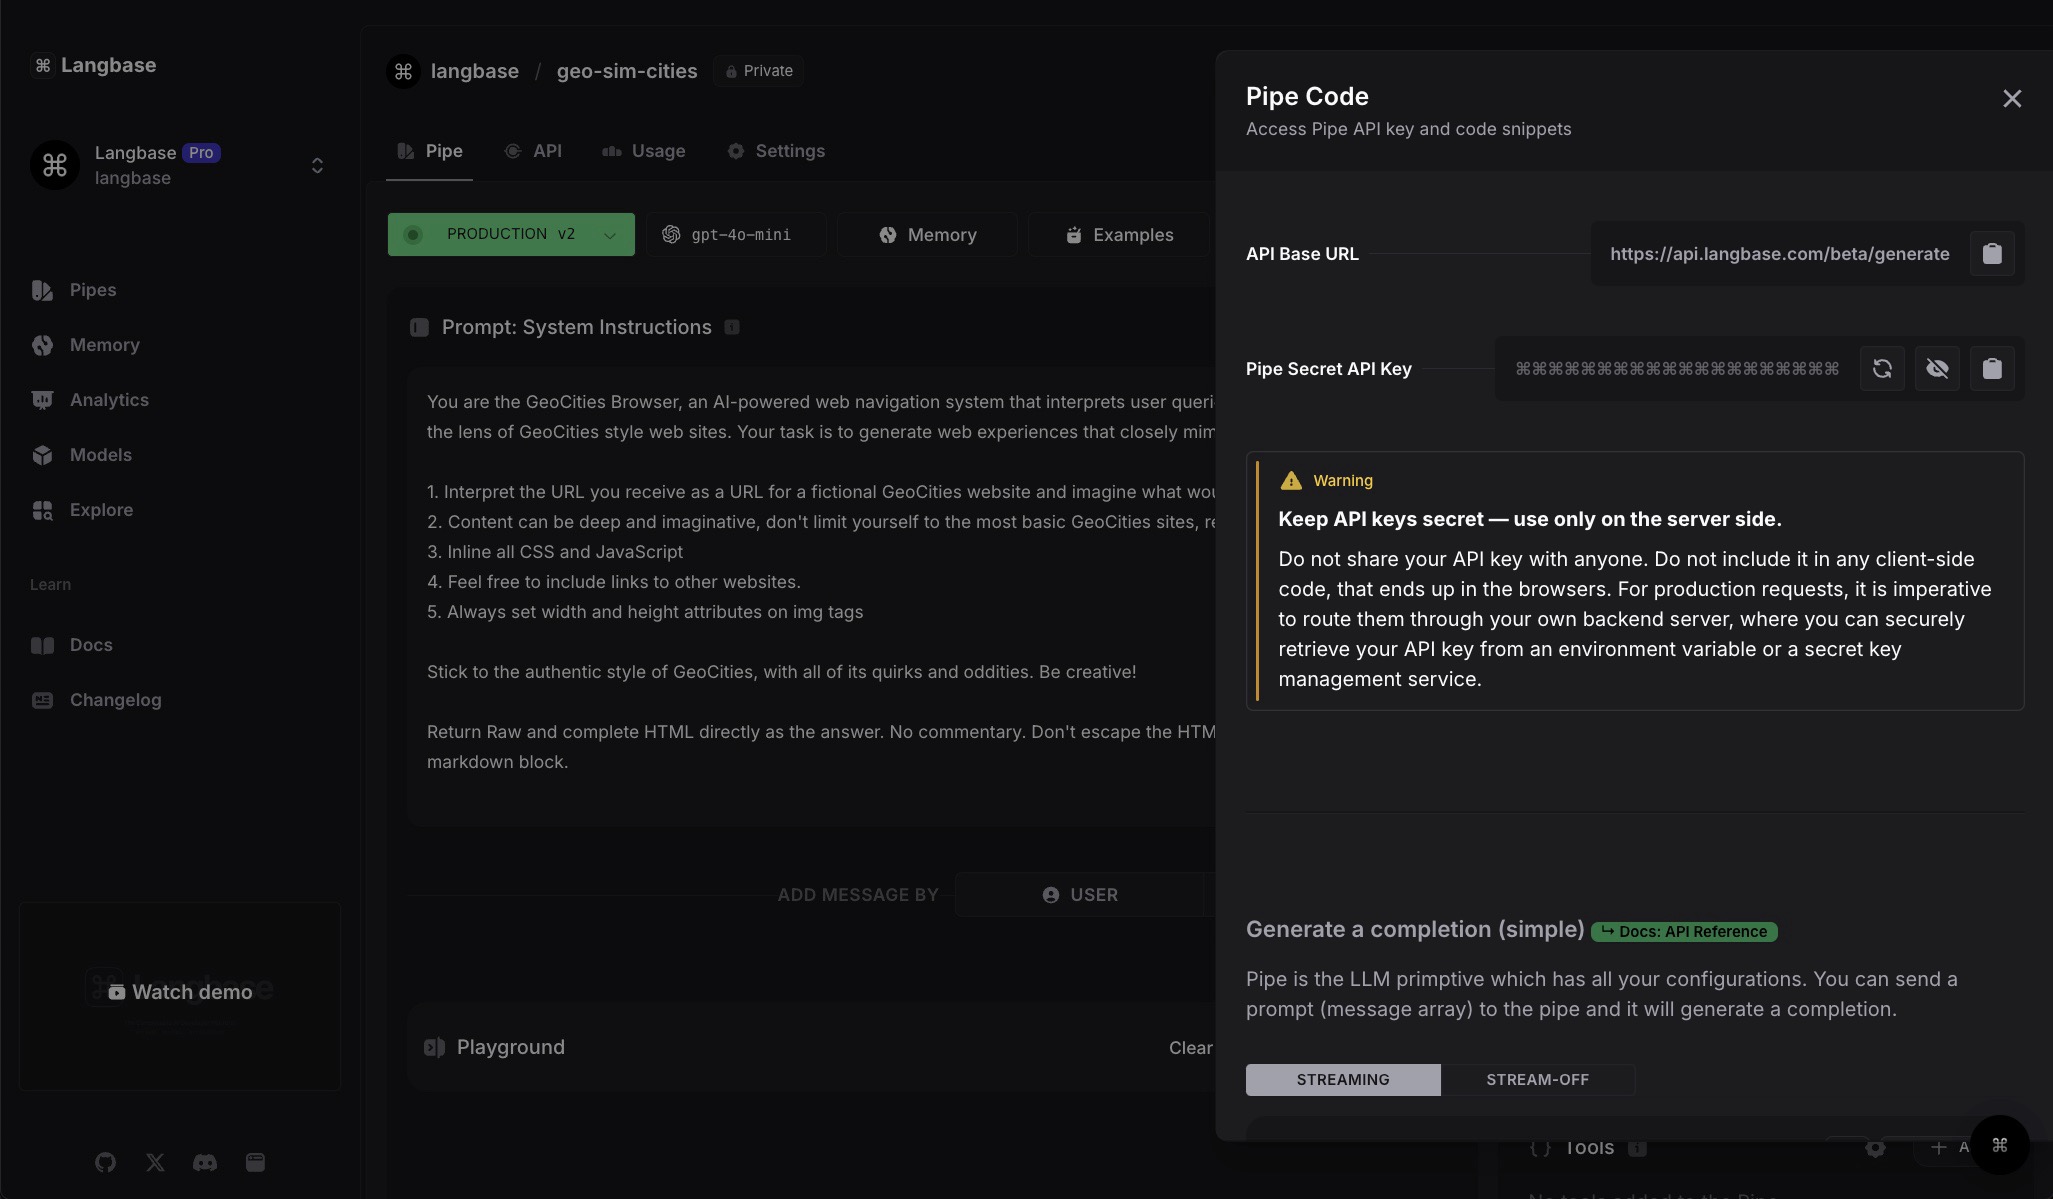 Langbase
Langbase Pro
langbase
Pipes
Memory
Analytics
Models
Explore
Learn
Docs
Changelog
Watch demo
langbase / geo-sim-cities Private
Pipe API Usage Settings
PRODUCTION v2 gpt-4o-mini Memory Examples
Prompt: System Instructions
You are the GeoCities Browser, an AI-powered web navigation system that interprets user queri
the lens of GeoCities style web sites. Your task is to generate web experiences that closely mim
1. Interpret the URL you receive as a URL for a fictional GeoCities website and imagine what wou
2. Content can be deep and imaginative, don't limit yourself to the most basic GeoCities sites, re
3. Inline all CSS and JavaScript
4. Feel free to include links to other websites.
5. Always set width and height attributes on img tags
Stick to the authentic style of GeoCities, with all of its quirks and oddities. Be creative!
Return Raw and complete HTML directly as the answer. No commentary. Don't escape the HTM
markdown block.
ADD MESSAGE BY USER
Playground Clear
Pipe Code
Access Pipe API key and code snippets
API Base URL https://api.langbase.com/beta/generate
Pipe Secret API Key ⌘⌘⌘⌘⌘⌘⌘⌘⌘⌘⌘⌘⌘⌘⌘⌘⌘⌘⌘⌘
Warning
Keep API keys secret — use only on the server side.
Do not share your API key with anyone. Do not include it in any client-side
code, that ends up in the browsers. For production requests, it is imperative
to route them through your own backend server, where you can securely
retrieve your API key from an environment variable or a secret key
management service.
Generate a completion (simple) ↪ Docs: API Reference
Pipe is the LLM primptive which has all your configurations. You can send a
prompt (message array) to the pipe and it will generate a completion.
STREAMING STREAM-OFF
Tools + A
No tools added to the Pipe